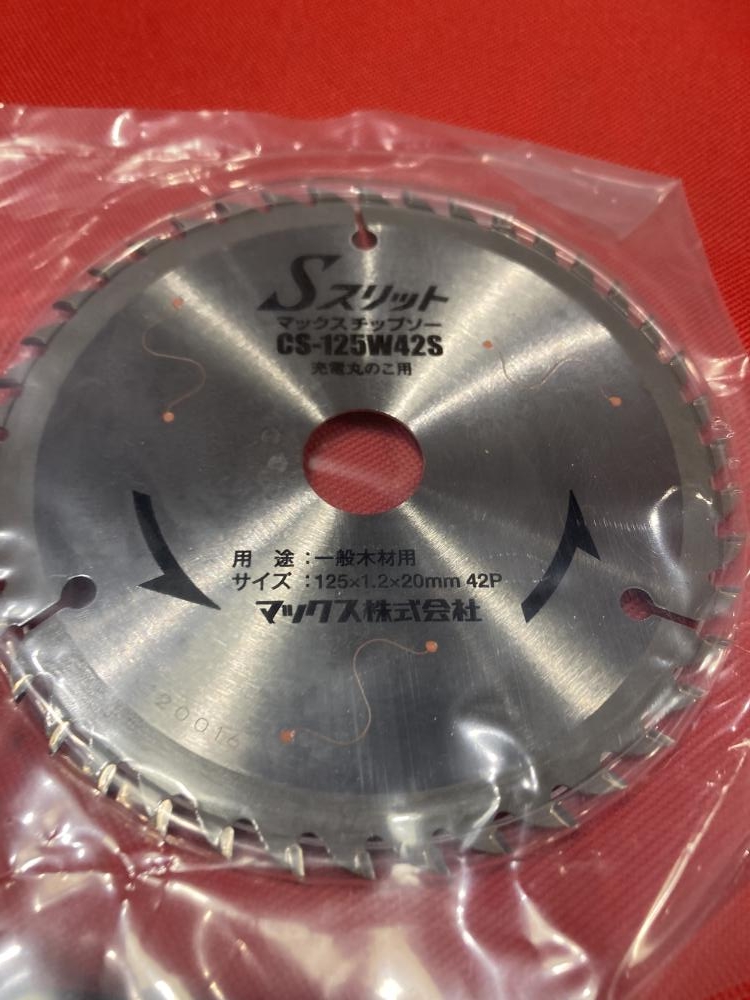 Sスリット
マックスチップソー
CS-125W42S
充電丸のこ用
用　途：一般木材用
サイズ：125×1.2×20mm 42P
マックス株式会社
20016